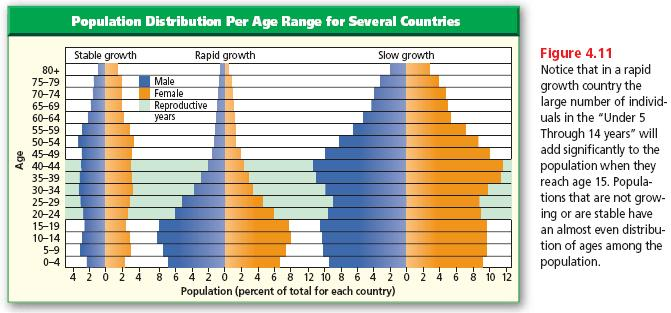 Population Distribution Per Age Range for Several Countries
Stable growth Rapid growth Slow growth
Male
Female
Reproductive
years
Age
80+
75–79
70–74
65–69
60–64
55–59
50–54
45–49
40–44
35–39
30–34
25–29
20–24
15–19
10–14
5–9
0–4
4 2 0 2 4 8 6 4 2 0 2 4 6 8 10 12 10 8 6 4 2 0 2 4 6 8 10 12
Population (percent of total for each country)
Figure 4.11
Notice that in a rapid
growth country the
large number of individ-
uals in the “Under 5
Through 14 years” will
add significantly to the
population when they
reach age 15. Popula-
tions that are not grow-
ing or are stable have
an almost even distribu-
tion of ages among the
population.